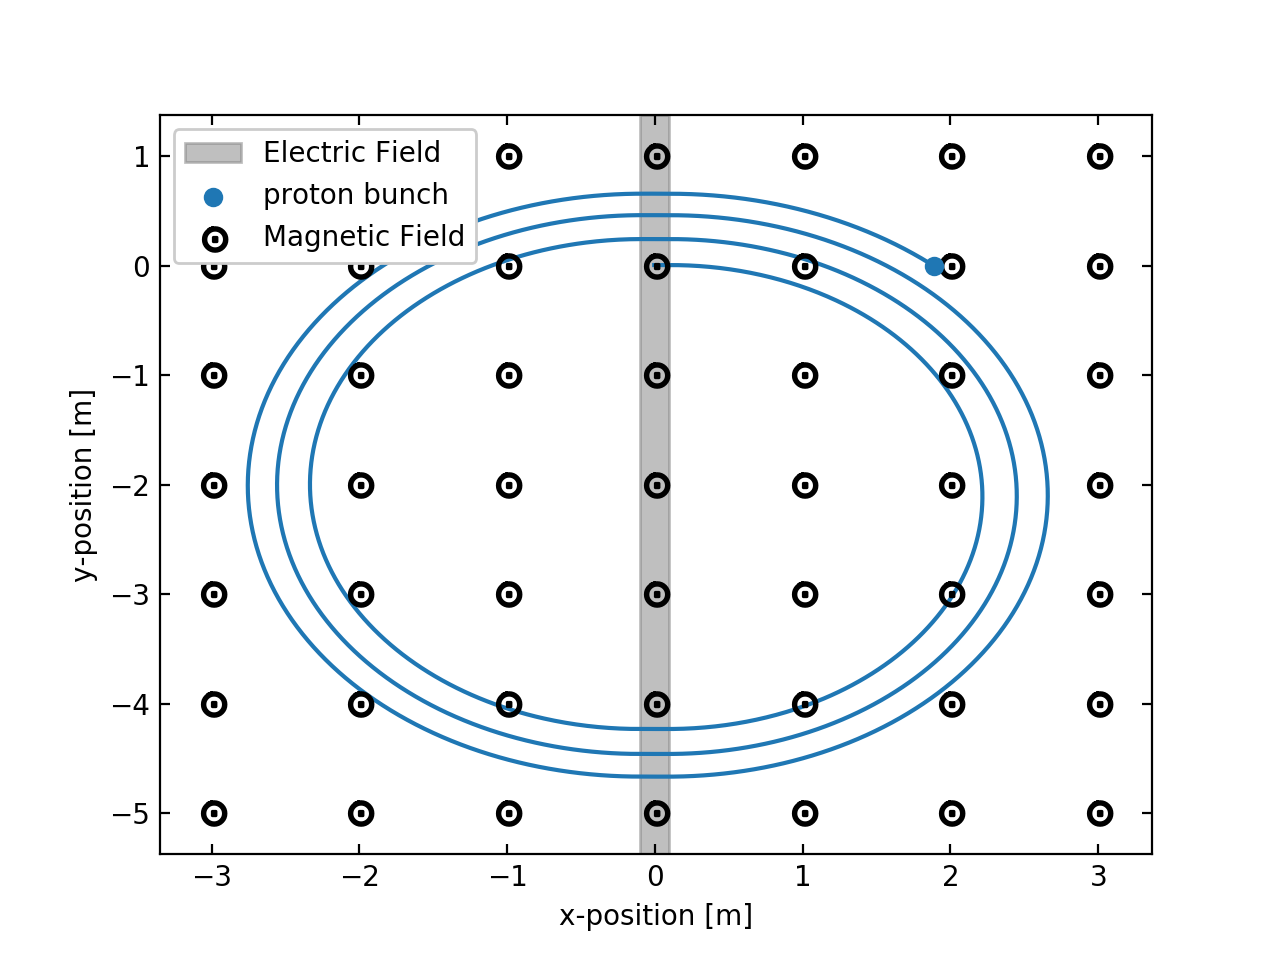 Electric Field
proton bunch
Magnetic Field
1
0
−1
−2
−3
−4
−5
y-position [m]
−3 −2 −1 0 1 2 3
x-position [m]